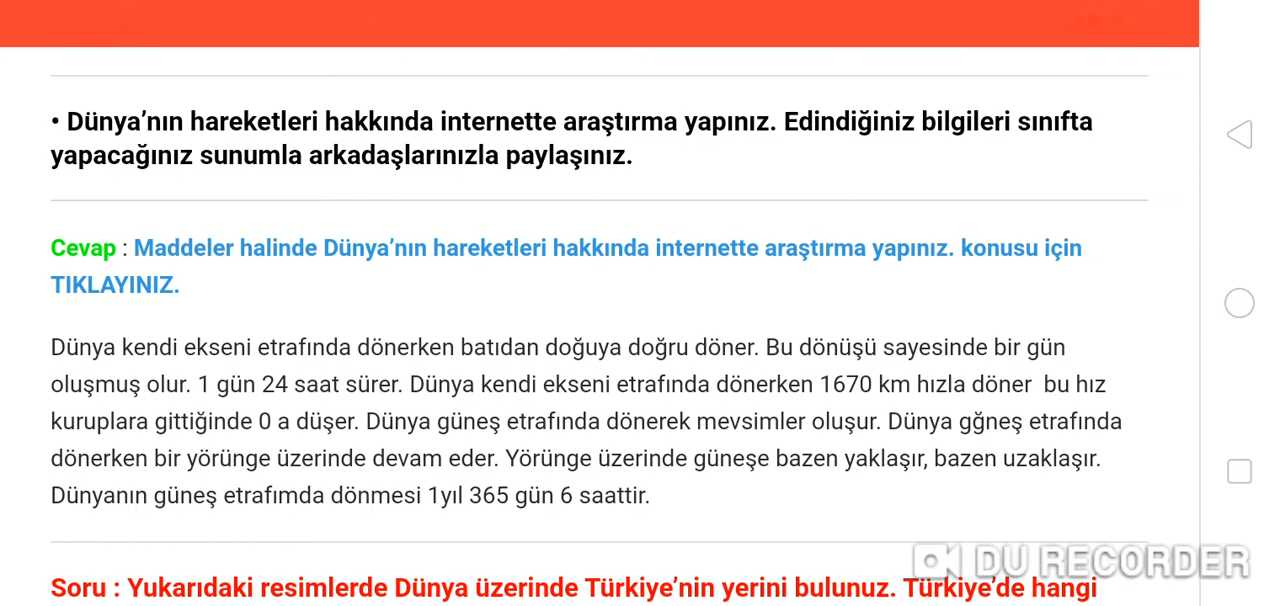 • Dünya’nın hareketleri hakkında internette araştırma yapınız. Edindiğiniz bilgileri sınıfta
yapacağınız sunumla arkadaşlarınızla paylaşınız.
Cevap : Maddeler halinde Dünya’nın hareketleri hakkında internette araştırma yapınız. konusu için
TIKLAYINIZ.
Dünya kendi ekseni etrafında dönerken batıdan doğuya doğru döner. Bu dönüşü sayesinde bir gün
oluşmuş olur. 1 gün 24 saat sürer. Dünya kendi ekseni etrafında dönerken 1670 km hızla döner  bu hız
kuruplara gittiğinde 0 a düşer. Dünya güneş etrafında dönerek mevsimler oluşur. Dünya gğneş etrafında
dönerken bir yörünge üzerinde devam eder. Yörünge üzerinde güneşe bazen yaklaşır, bazen uzaklaşır.
Dünyanın güneş etrafımda dönmesi 1yıl 365 gün 6 saattir.
DU RECORDER
Soru : Yukarıdaki resimlerde Dünya üzerinde Türkiye’nin yerini bulunuz. Türkiye’de hangi